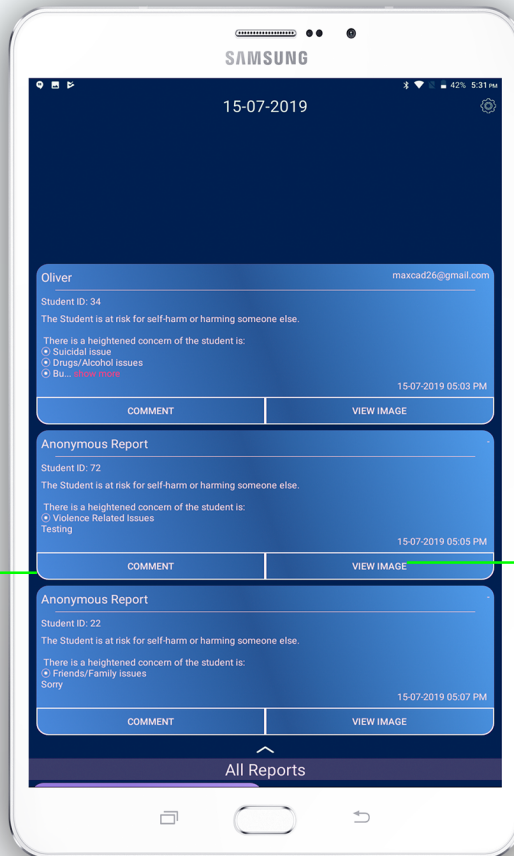 SAMSUNG
42% 5:31 PM
15-07-2019
Oliver maxcad26@gmail.com
Student ID: 34
The Student is at risk for self-harm or harming someone else.
There is a heightened concern of the student is:
Suicidal issue
Drugs/Alcohol issues
Bu... show more
15-07-2019 05:03 PM
COMMENT VIEW IMAGE
Anonymous Report -
Student ID: 72
The Student is at risk for self-harm or harming someone else.
There is a heightened concern of the student is:
Violence Related Issues
Testing
15-07-2019 05:05 PM
COMMENT VIEW IMAGE
Anonymous Report -
Student ID: 22
The Student is at risk for self-harm or harming someone else.
There is a heightened concern of the student is:
Friends/Family issues
Sorry
15-07-2019 05:07 PM
COMMENT VIEW IMAGE
All Reports